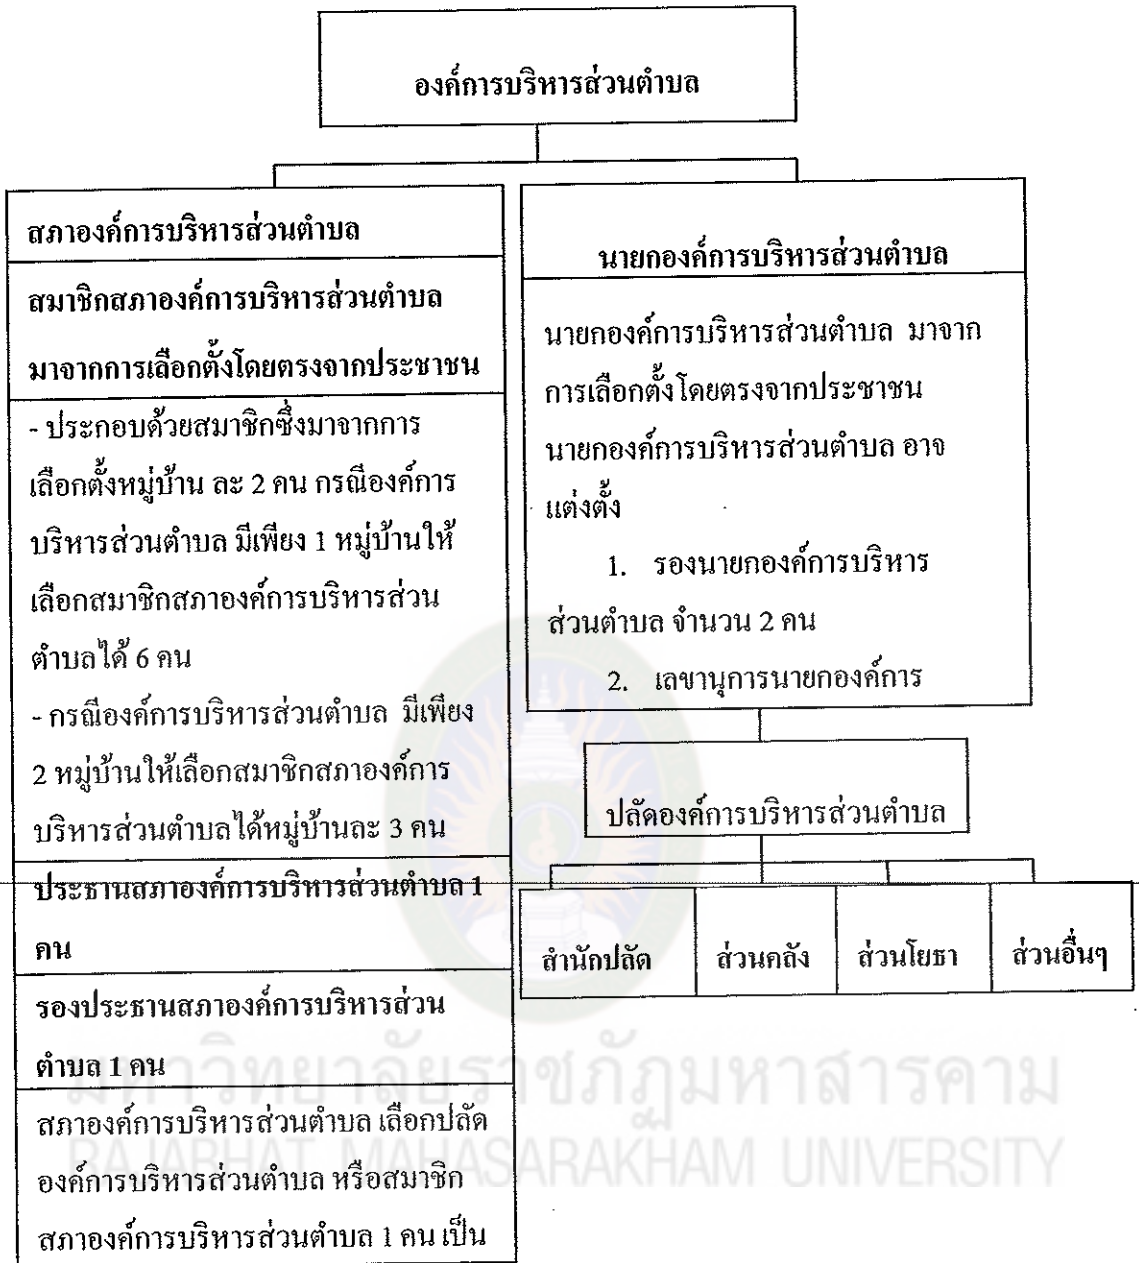 องค์การบริหารส่วนตำบล
สภาองค์การบริหารส่วนตำบล
สมาชิกสภาองค์การบริหารส่วนตำบล
มาจากการเลือกตั้งโดยตรงจากประชาชน
- ประกอบด้วยสมาชิกซึ่งมาจากการ
เลือกตั้งหมู่บ้าน ละ 2 คน กรณีองค์การ
บริหารส่วนตำบล มีเพียง 1 หมู่บ้านให้
เลือกสมาชิกสภาองค์การบริหารส่วน
ตำบลได้ 6 คน
- กรณีองค์การบริหารส่วนตำบล มีเพียง
2 หมู่บ้านให้เลือกสมาชิกสภาองค์การ
บริหารส่วนตำบลได้หมู่บ้านละ 3 คน
ประธานสภาองค์การบริหารส่วนตำบล 1
คน
รองประธานสภาองค์การบริหารส่วน
ตำบล 1 คน
สภาองค์การบริหารส่วนตำบล เลือกปลัด
องค์การบริหารส่วนตำบล หรือสมาชิก
สภาองค์การบริหารส่วนตำบล 1 คน เป็น
นายกองค์การบริหารส่วนตำบล
นายกองค์การบริหารส่วนตำบล มาจาก
การเลือกตั้งโดยตรงจากประชาชน
นายกองค์การบริหารส่วนตำบล อาจ
แต่งตั้ง
1. รองนายกองค์การบริหาร
ส่วนตำบล จำนวน 2 คน
2. เลขานุการนายกองค์การ
ปลัดองค์การบริหารส่วนตำบล
สำนักปลัด
ส่วนคลัง
ส่วนโยธา
ส่วนอื่นๆ
มหาวิทยาลัยราชภัฏมหาสารคาม
RAJABHAT MAHASARAKHAM UNIVERSITY